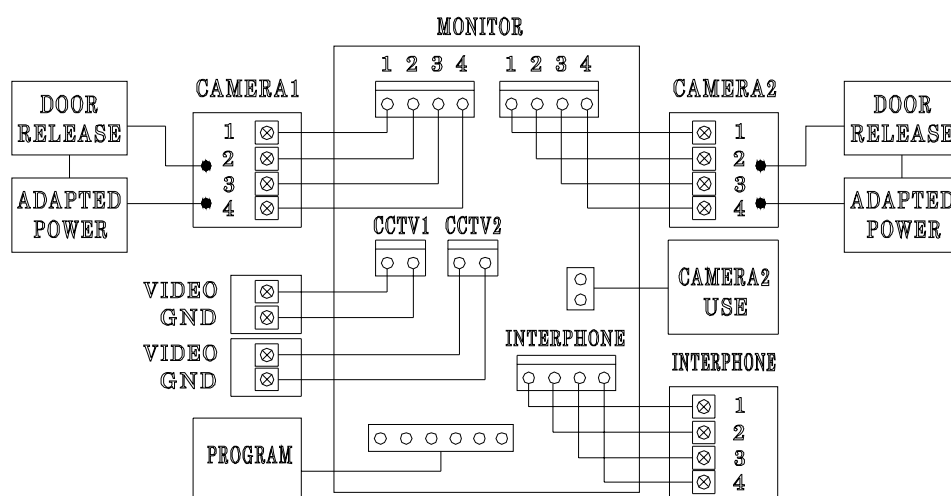 MONITOR
1 2 3 4
1 2 3 4
CAMERA1
CAMERA2
DOOR
RELEASE
ADAPTED
POWER
1
2
3
4
1
2
3
4
DOOR
RELEASE
ADAPTED
POWER
CCTV1
CCTV2
VIDEO
GND
VIDEO
GND
CAMERA2
USE
INTERPHONE
INTERPHONE
1
2
3
4
PROGRAM